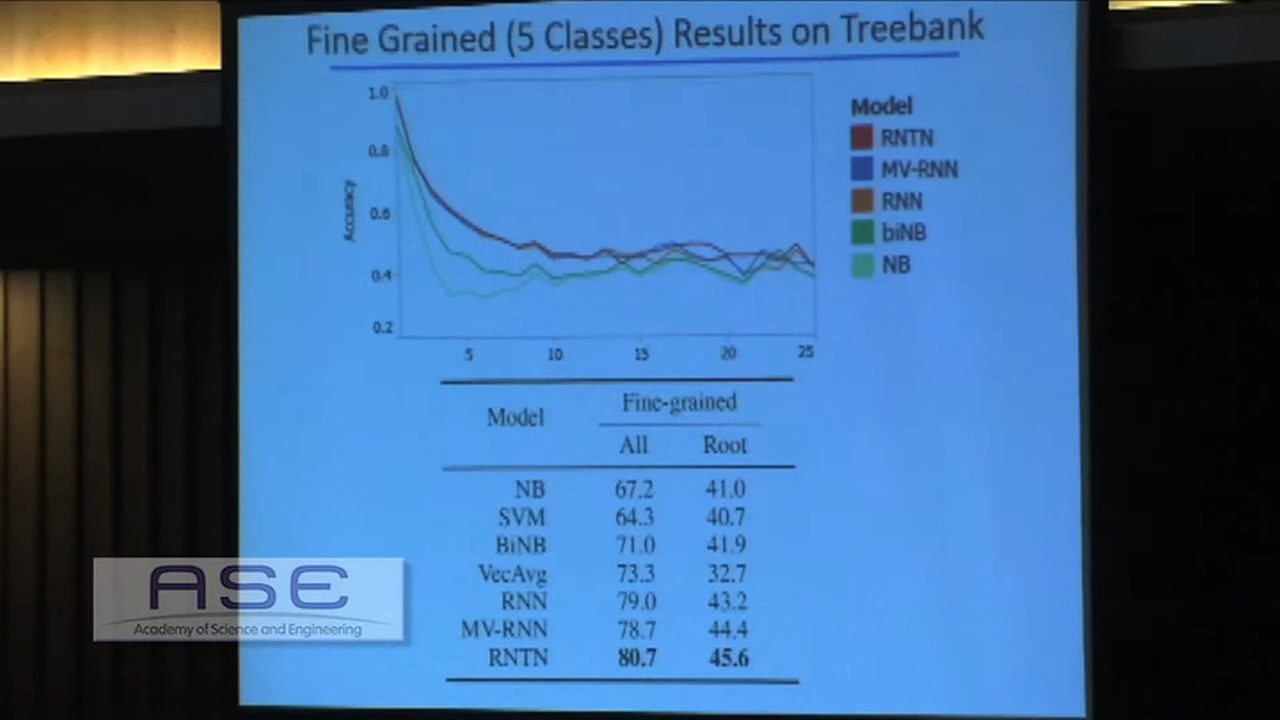 Fine Grained (5 Classes) Results on Treebank
1.0
0.8
0.6
0.4
0.2
Accuracy
5 10 15 20 25
Model
RNTN
MV-RNN
RNN
biNB
NB
Model Fine-grained
All Root
NB 67.2 41.0
SVM 64.3 40.7
BiNB 71.0 41.9
VecAvg 73.3 32.7
RNN 79.0 43.2
MV-RNN 78.7 44.4
RNTN 80.7 45.6
ASE
Academy of Science and Engineering